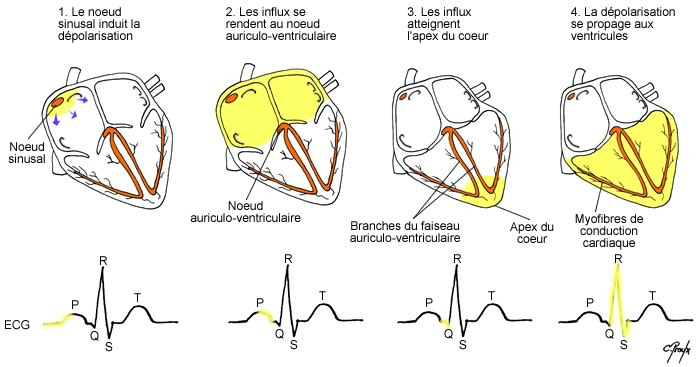 1. Le noeud
sinusal induit la
dépolarisation
2. Les influx se
rendent au noeud
auriculo-ventriculaire
3. Les influx
atteignent
l'apex du coeur
4. La dépolarisation
se propage aux
ventricules
Noeud
sinusal
Noeud
auriculo-ventriculaire
Branches du faiseau
auriculo-ventriculaire
Apex du
coeur
Myofibres de
conduction
cardiaque
ECG
P
Q
R
S
T
P
Q
R
S
T
P
Q
R
S
T
P
Q
R
S
T
C. Proulx